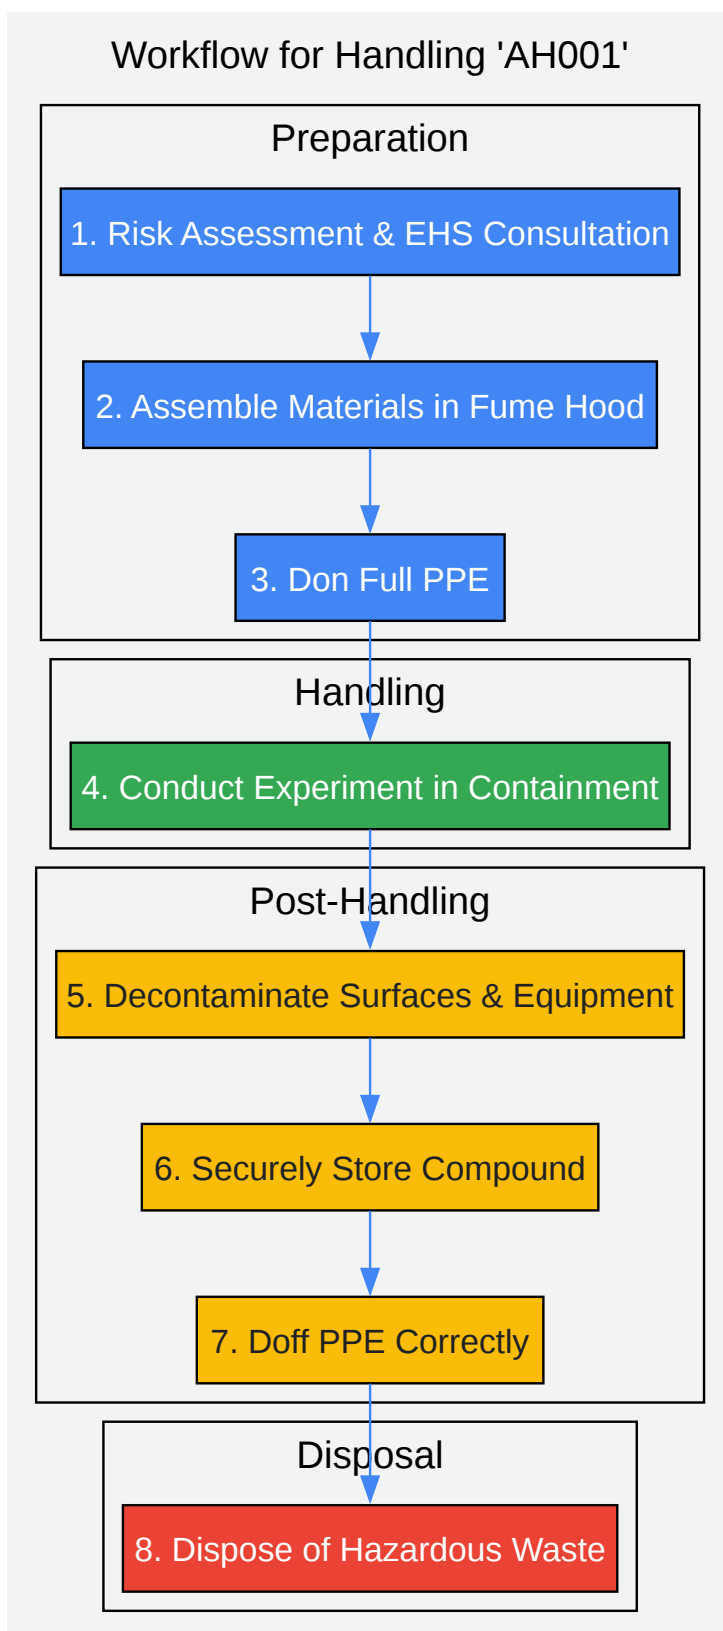 Workflow for Handling 'AH001'
Preparation
1. Risk Assessment & EHS Consultation
2. Assemble Materials in Fume Hood
3. Don Full PPE
Handling
4. Conduct Experiment in Containment
Post-Handling
5. Decontaminate Surfaces & Equipment
6. Securely Store Compound
7. Doff PPE Correctly
Disposal
8. Dispose of Hazardous Waste